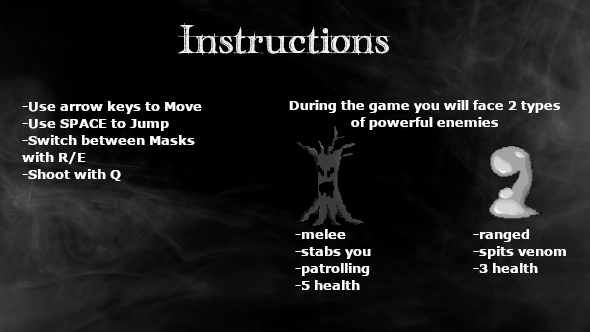 Instructions
-Use arrow keys to Move
-Use SPACE to Jump
-Switch between Masks
with R/E
-Shoot with Q
During the game you will face 2 types
of powerful enemies
-melee
-stabs you
-patrolling
-5 health
-ranged
-spits venom
-3 health